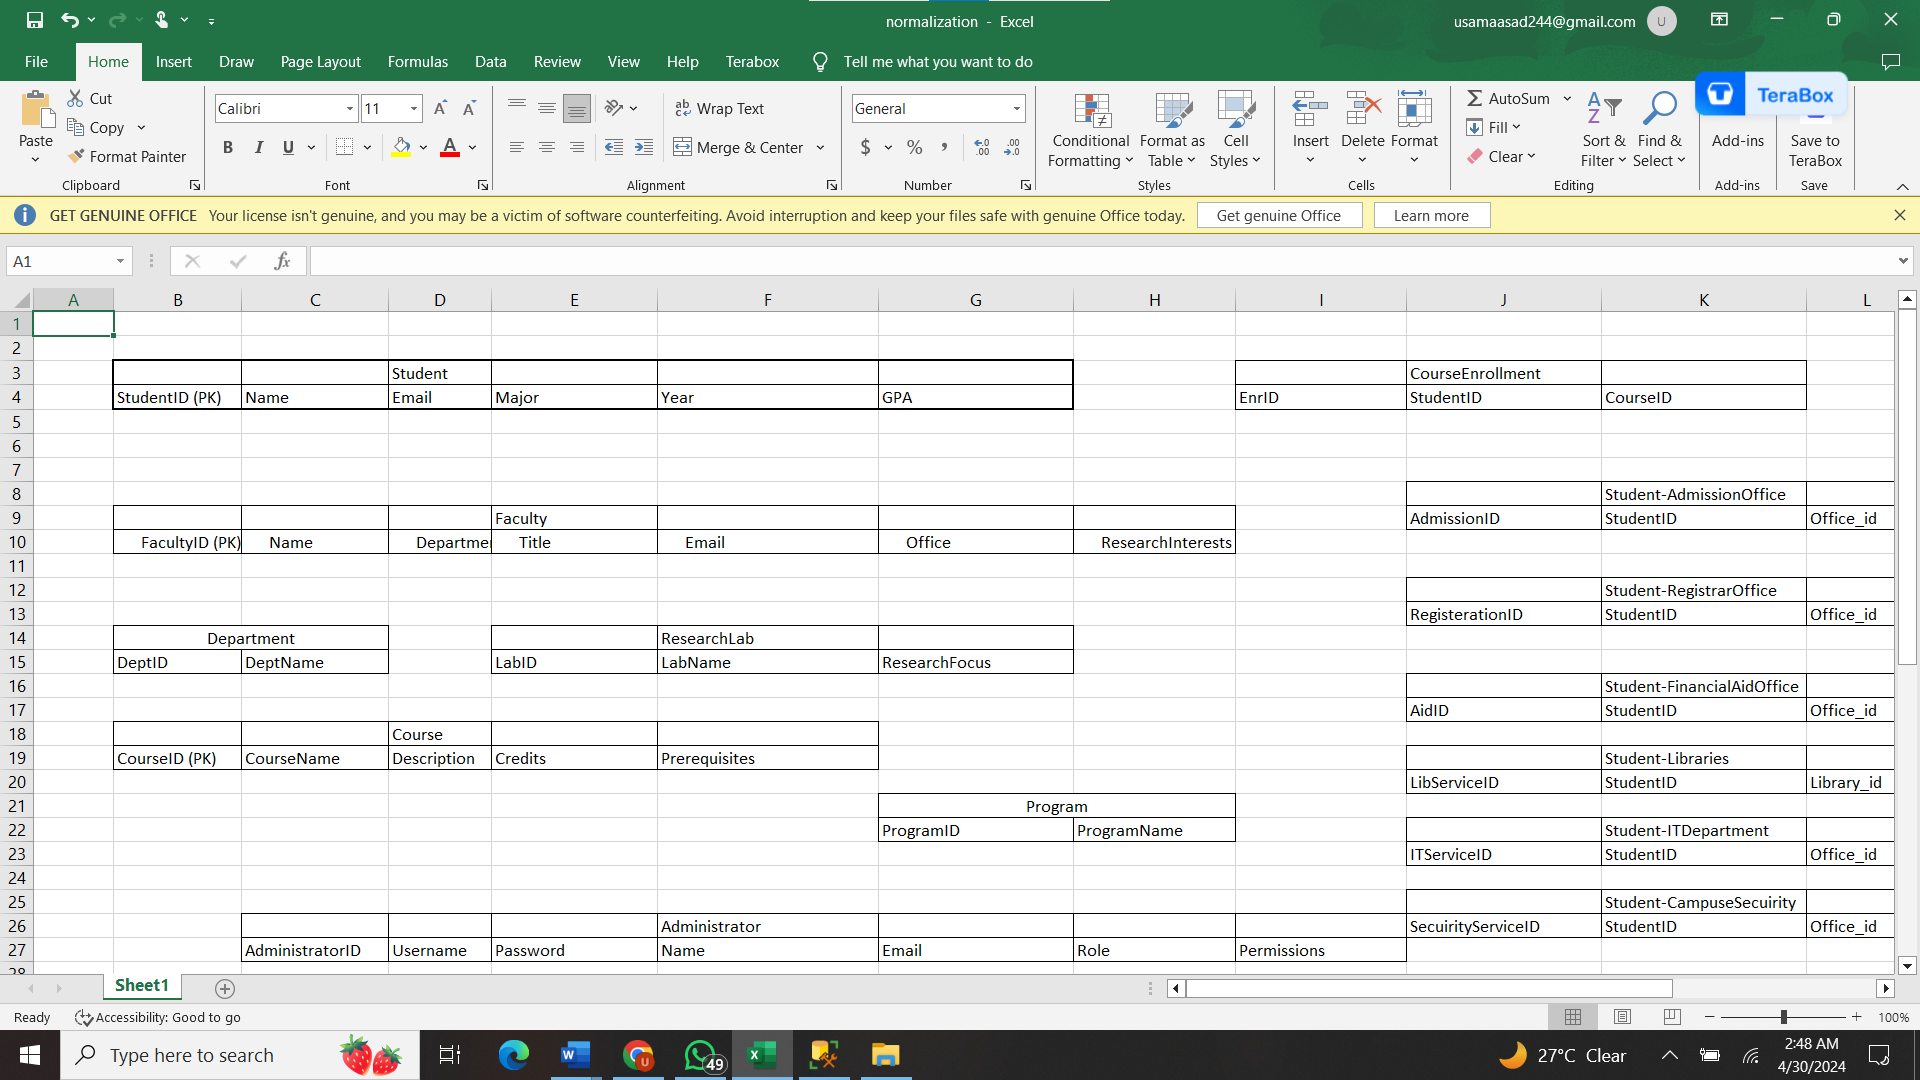 normalization - Excel
usamaasad244@gmail.com
U
File Home Insert Draw Page Layout Formulas Data Review View Help Terabox Tell me what you want to do
TeraBox
Paste
Cut
Copy
Format Painter
Clipboard
Calibri 11
B I U A
Font
Wrap Text
Merge & Center
Alignment
General
$ % ,
Number
Conditional Formatting
Format as Table
Cell Styles
Styles
Insert Delete Format
Cells
AutoSum
Fill
Clear
Sort & Filter
Find & Select
Editing
Add-ins
Add-ins
Save to TeraBox
Save
GET GENUINE OFFICE Your license isn't genuine, and you may be a victim of software counterfeiting. Avoid interruption and keep your files safe with genuine Office today. Get genuine Office Learn more
A1 fx
A B C D E F G H I J K L
1
2
3 Student CourseEnrollment
4 StudentID (PK) Name Email Major Year GPA EnrID StudentID CourseID
5
6
7
8 Student-AdmissionOffice
9 Faculty AdmissionID StudentID Office_id
10 FacultyID (PK) Name Departme Title Email Office ResearchInterests
11
12 Student-RegistrarOffice
13 RegisterationID StudentID Office_id
14 Department ResearchLab
15 DeptID DeptName LabID LabName ResearchFocus
16 Student-FinancialAidOffice
17 AidID StudentID Office_id
18 Course
19 CourseID (PK) CourseName Description Credits Prerequisites Student-Libraries
20 LibServiceID StudentID Library_id
21 Program
22 ProgramID ProgramName Student-ITDepartment
23 ITServiceID StudentID Office_id
24
25 Student-CampuseSecuirity
26 Administrator SecuirityServiceID StudentID Office_id
27 AdministratorID Username Password Name Email Role Permissions
28
Sheet1
Ready Accessibility: Good to go 100%
Type here to search
49
27°C Clear
2:48 AM
4/30/2024